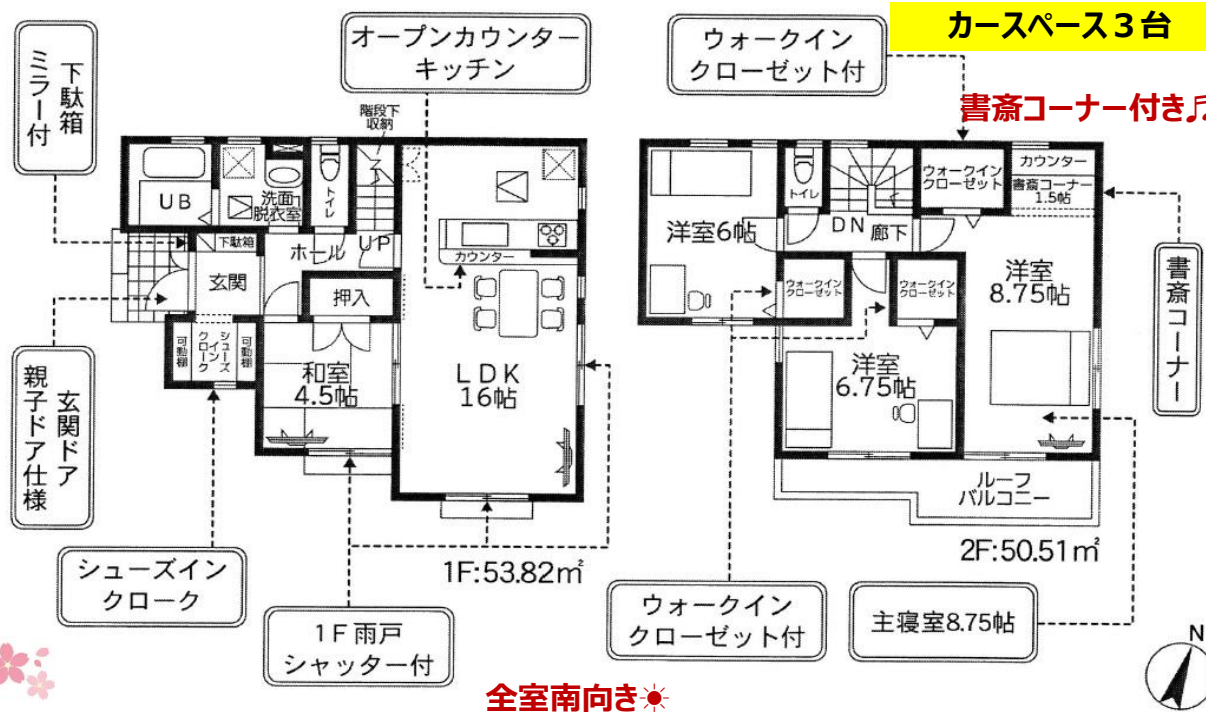 カースペース3台
書斎コーナー付き♬
下駄箱
ミラー付
オープンカウンター
キッチン
ウォークイン
クローゼット付
階段下
収納
UB
洗面
脱衣室
トイレ
下駄箱
ホール
UP
カウンター
玄関
押入
可動棚
シューズ
イン
クローク
可動棚
和室
4.5帖
LDK
16帖
玄関ドア
親子ドア仕様
シューズイン
クローク
1F雨戸
シャッター付
1F:53.82㎡
洋室6帖
トイレ
DN
廊下
ウォークイン
クローゼット
カウンター
書斎コーナー
1.5帖
ウォークイン
クローゼット
ウォークイン
クローゼット
洋室
8.75帖
洋室
6.75帖
書斎コーナー
ルーフ
バルコニー
2F:50.51㎡
ウォークイン
クローゼット付
主寝室8.75帖
N
全室南向き☀